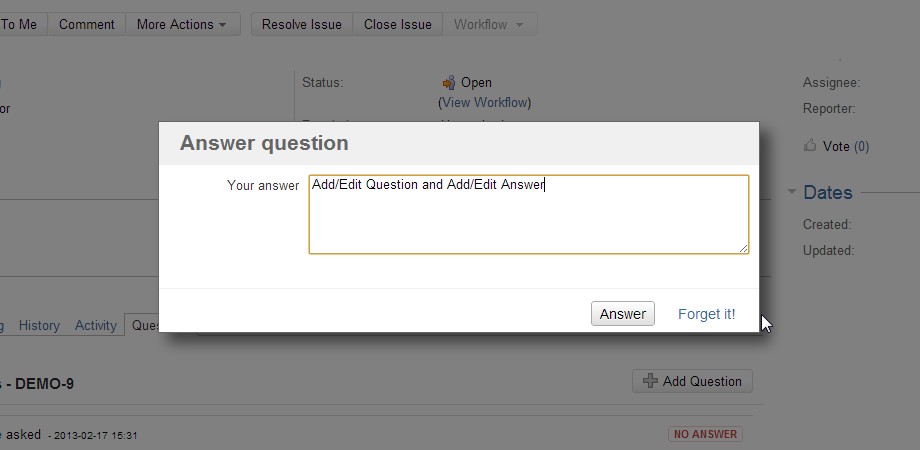 To Me Comment More Actions Resolve Issue Close Issue Workflow
Status: Open Assignee:
(View Workflow)
or Reporter:
Answer question
Vote (0)
Your answer Add/Edit Question and Add/Edit Answer
Dates
Created:
Updated:
Answer Forget it!
History Activity Que
- DEMO-9 Add Question
asked - 2013-02-17 15:31 NO ANSWER